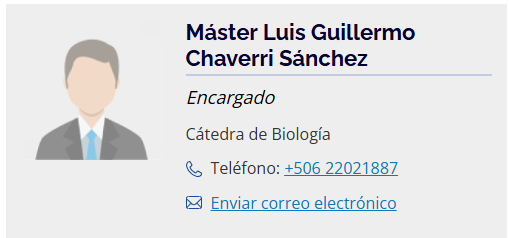 Máster Luis Guillermo
Chaverri Sánchez
Encargado
Cátedra de Biología
Teléfono: +506 22021887
Enviar correo electrónico